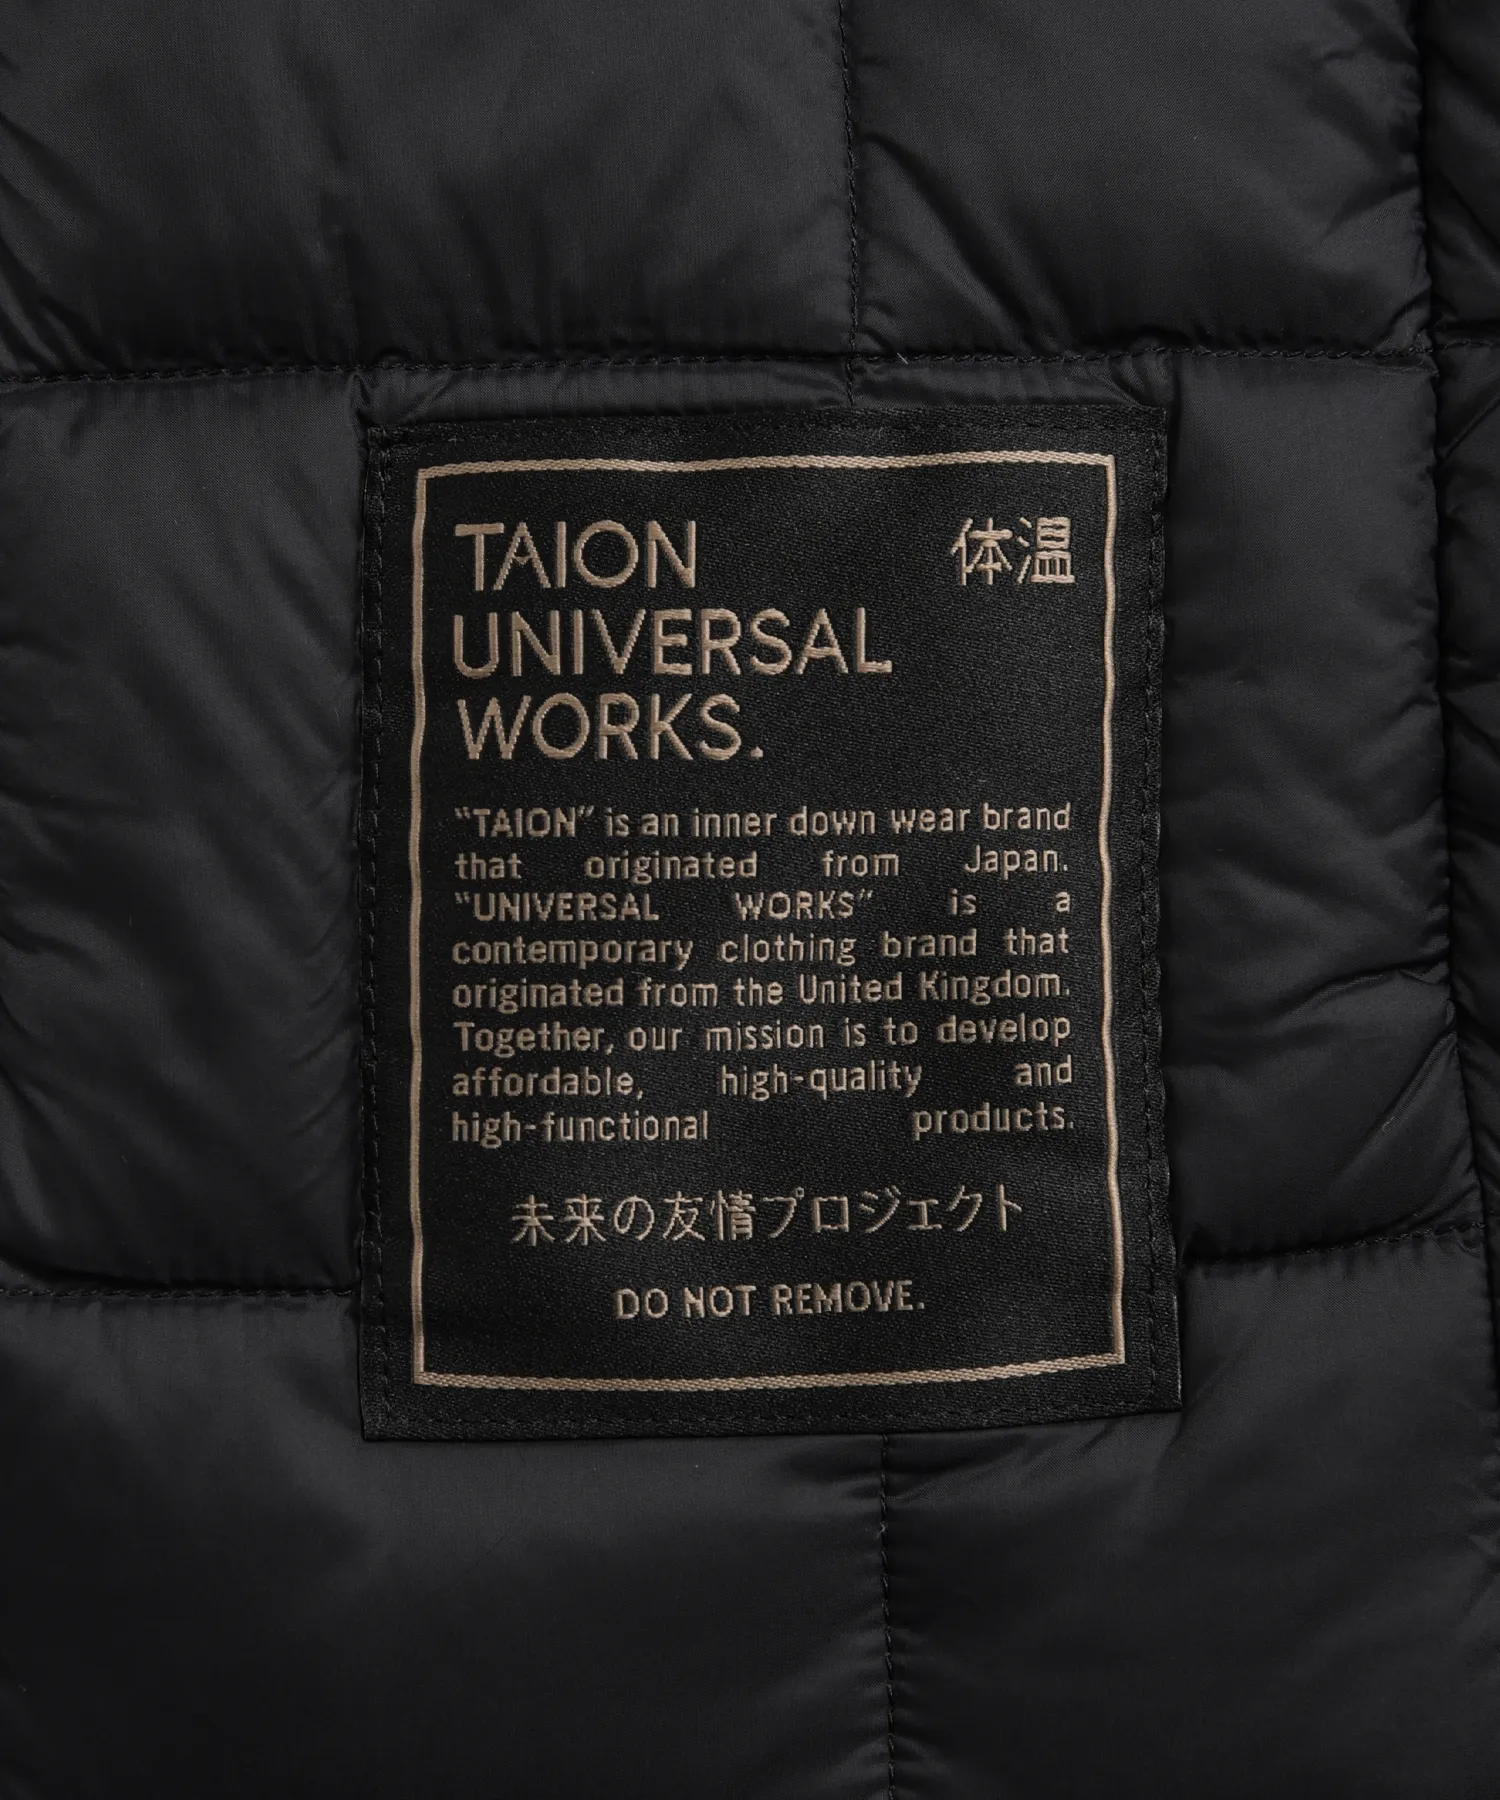 TAION 体温
UNIVERSAL
WORKS.
“TAION” is an inner down wear brand
that originated from Japan.
“UNIVERSAL WORKS” is a
contemporary clothing brand that
originated from the United Kingdom.
Together, our mission is to develop
affordable, high-quality and
high-functional products.
未来の友情プロジェクト
DO NOT REMOVE.